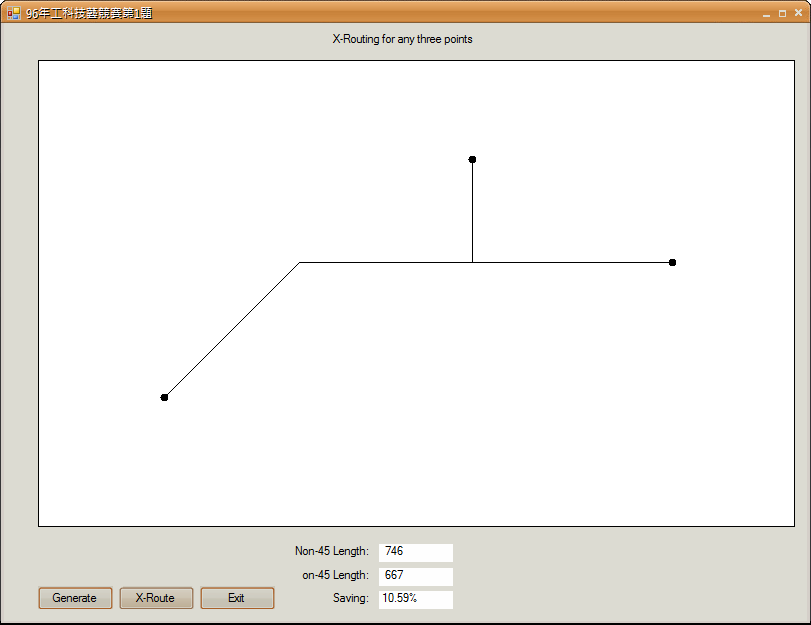 96年工科技藝競賽第1題
X-Routing for any three points
Non-45 Length: 746
on-45 Length: 667
Saving: 10.59%
Generate X-Route Exit